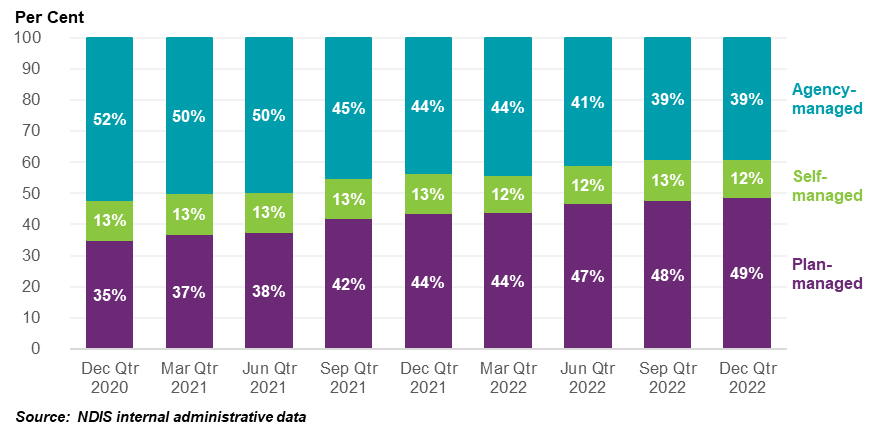 Per Cent
100
90
80
70
60
50
40
30
20
10
0
52% 50% 50% 45% 44% 44% 41% 39% 39%
13% 13% 13% 13% 13% 12% 12% 13% 12%
35% 37% 38% 42% 44% 44% 47% 48% 49%
Agency-
managed
Self-
managed
Plan-
managed
Dec Qtr Mar Qtr Jun Qtr Sep Qtr Dec Qtr Mar Qtr Jun Qtr Sep Qtr Dec Qtr
2020 2021 2021 2021 2021 2022 2022 2022 2022
Source: NDIS internal administrative data